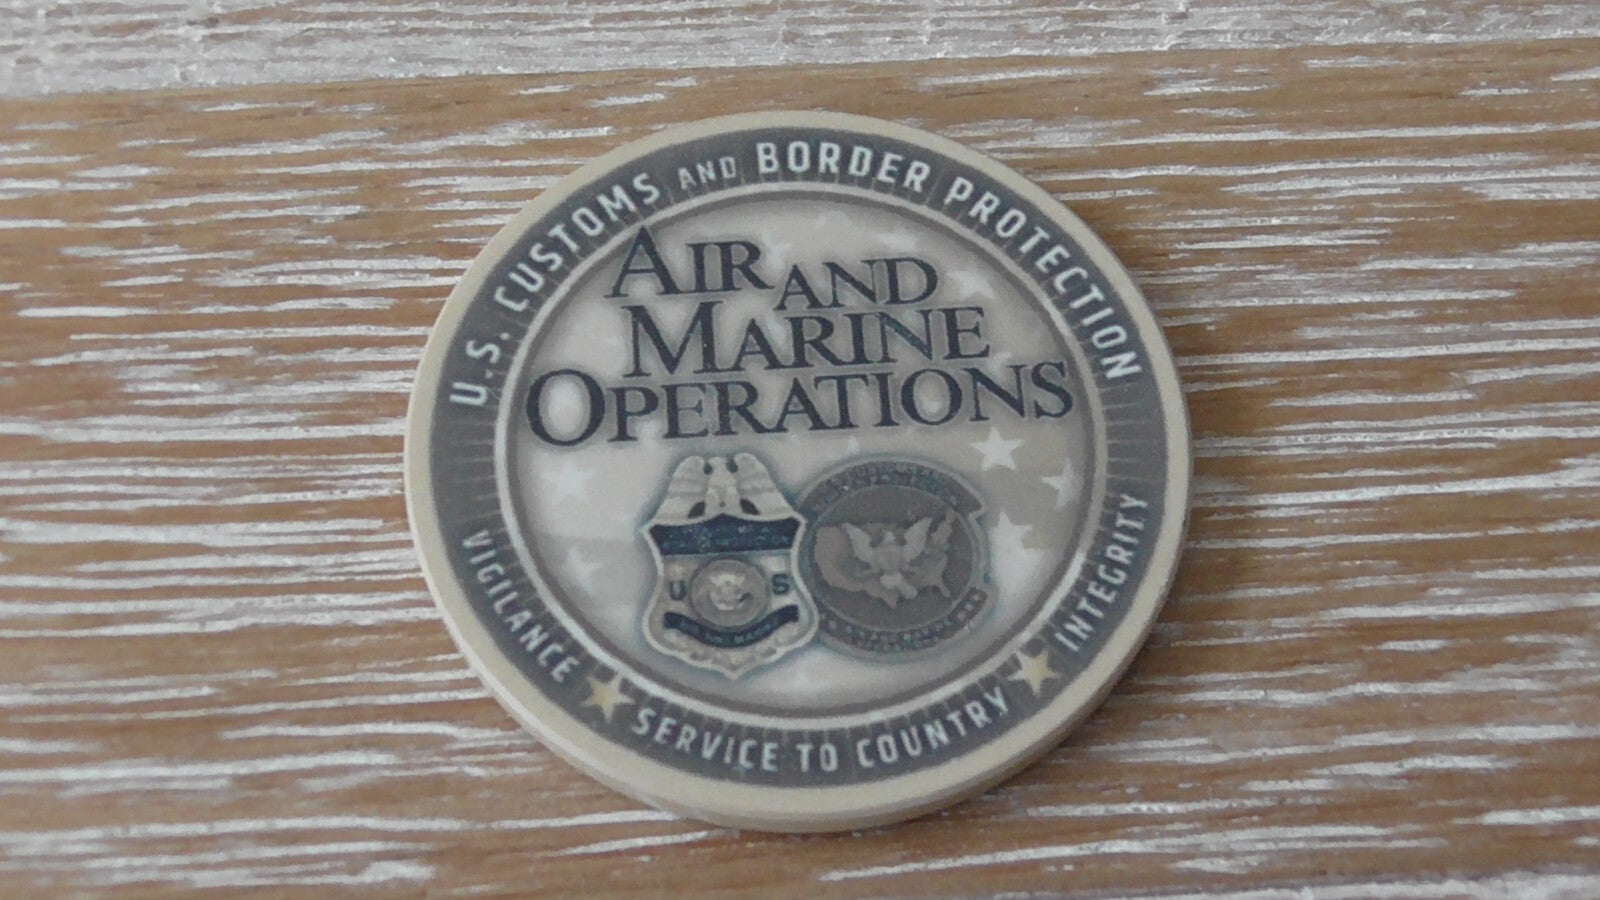 U.S. CUSTOMS AND BORDER PROTECTION
AIR AND
MARINE
OPERATIONS
U S
VIGILANCE ★ SERVICE TO COUNTRY ★ INTEGRITY